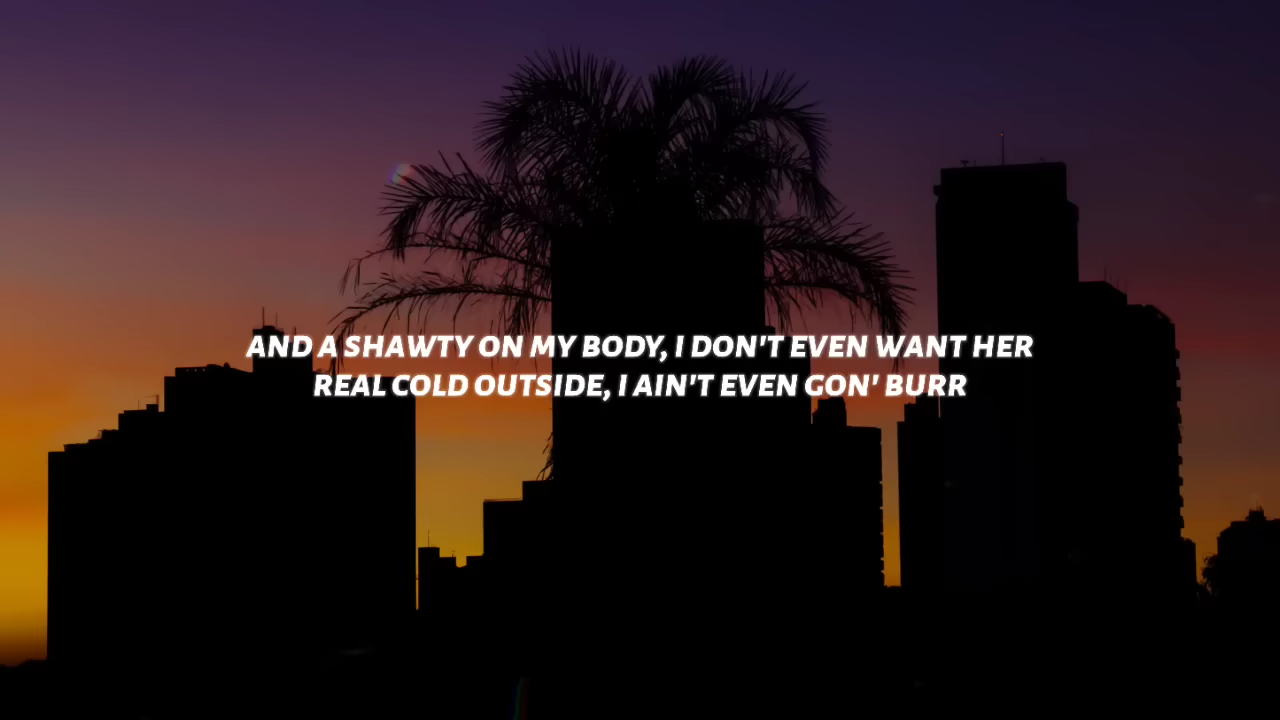 AND A SHAWTY ON MY BODY, I DON'T EVEN WANT HER
REAL COLD OUTSIDE, I AIN'T EVEN GON' BURR